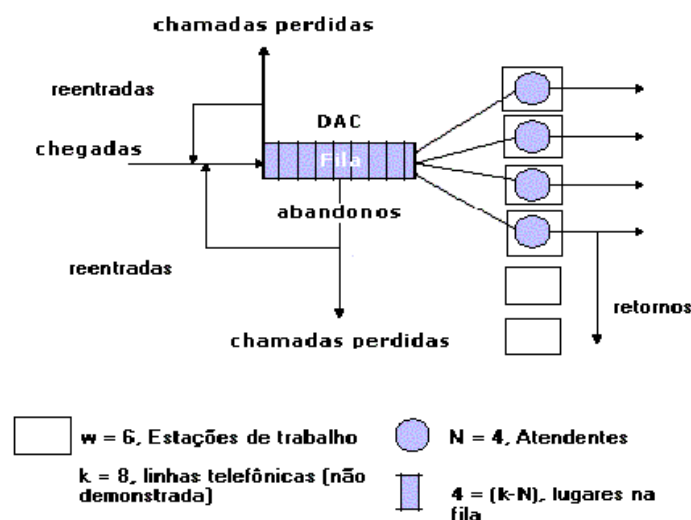 chamadas perdidas
reentradas
DAC
chegadas
Fila
abandonos
reentradas
retornos
chamadas perdidas
w = 6, Estações de trabalho
N = 4, Atendentes
k = 8, linhas telefônicas (não
demonstrada)
4 = (k-N), lugares na
fila